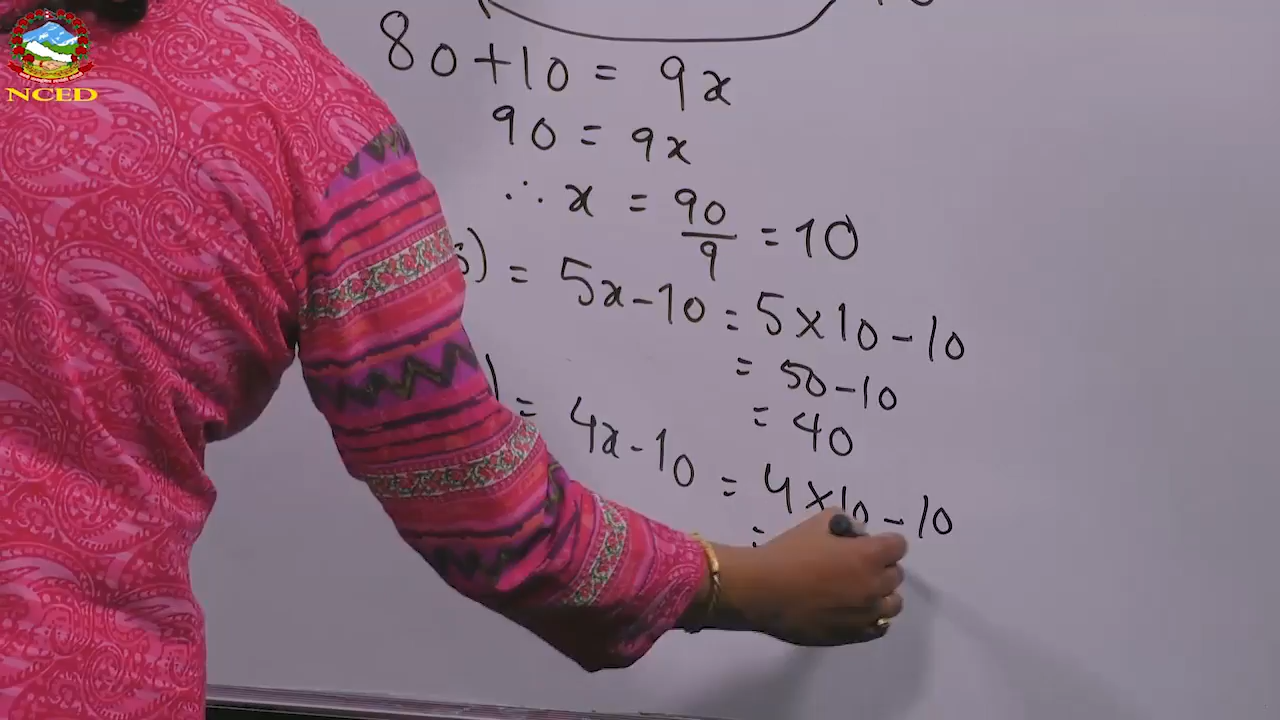 NCED
80+10 = 9x
90 = 9x
∴ x = 90/9 = 10
s) = 5x-10 = 5×10-10
= 50-10
= 40
) = 4x-10 = 4×10-10
=